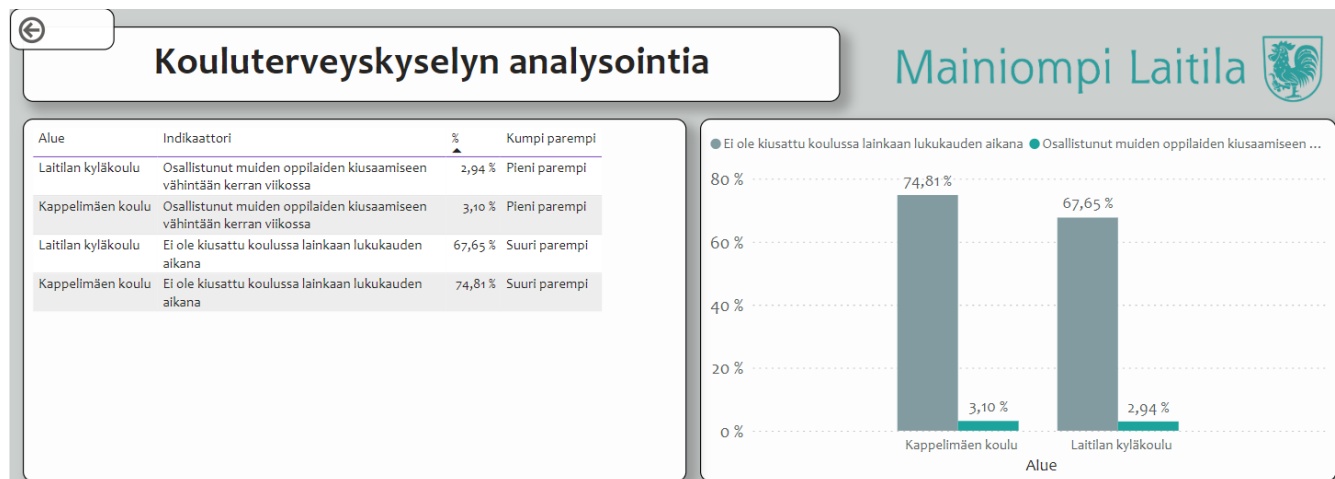 Kouluterveyskyselyn analysointia
Mainiompi Laitila
Alue Indikaattori % Kumpi parempi
Laitilan kyläkoulu Osallistunut muiden oppilaiden kiusaamiseen 2,94 % Pieni parempi
vähintään kerran viikossa
Kappelimäen koulu Osallistunut muiden oppilaiden kiusaamiseen 3,10 % Pieni parempi
vähintään kerran viikossa
Laitilan kyläkoulu Ei ole kiusattu koulussa lainkaan lukukauden 67,65 % Suuri parempi
aikana
Kappelimäen koulu Ei ole kiusattu koulussa lainkaan lukukauden 74,81 % Suuri parempi
aikana
Ei ole kiusattu koulussa lainkaan lukukauden aikana Osallistunut muiden oppilaiden kiusaamiseen ...
80 %
74,81 %
67,65 %
60 %
40 %
20 %
3,10 %
2,94 %
0 %
Kappelimäen koulu Laitilan kyläkoulu
Alue